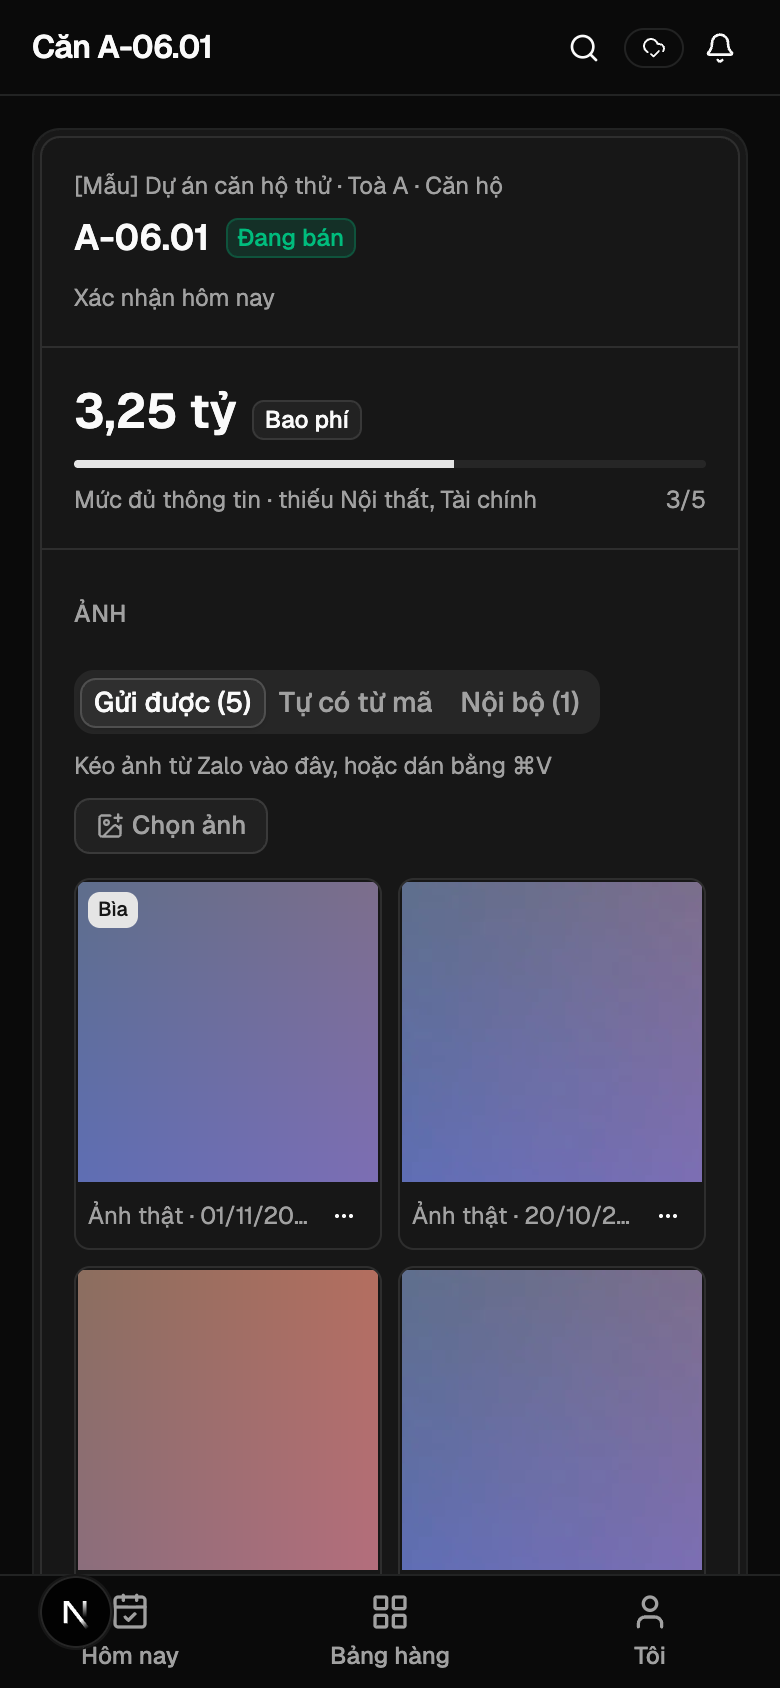 Căn A-06.01
[Mẫu] Dự án căn hộ thử · Toà A · Căn hộ
A-06.01 Đang bán
Xác nhận hôm nay
3,25 tỷ Bao phí
Mức đủ thông tin · thiếu Nội thất, Tài chính 3/5
ẢNH
Gửi được (5) Tự có từ mã Nội bộ (1)
Kéo ảnh từ Zalo vào đây, hoặc dán bằng ⌘V
Chọn ảnh
Bìa
Ảnh thật · 01/11/20... Ảnh thật · 20/10/2...
N
Hôm nay Bảng hàng Tôi